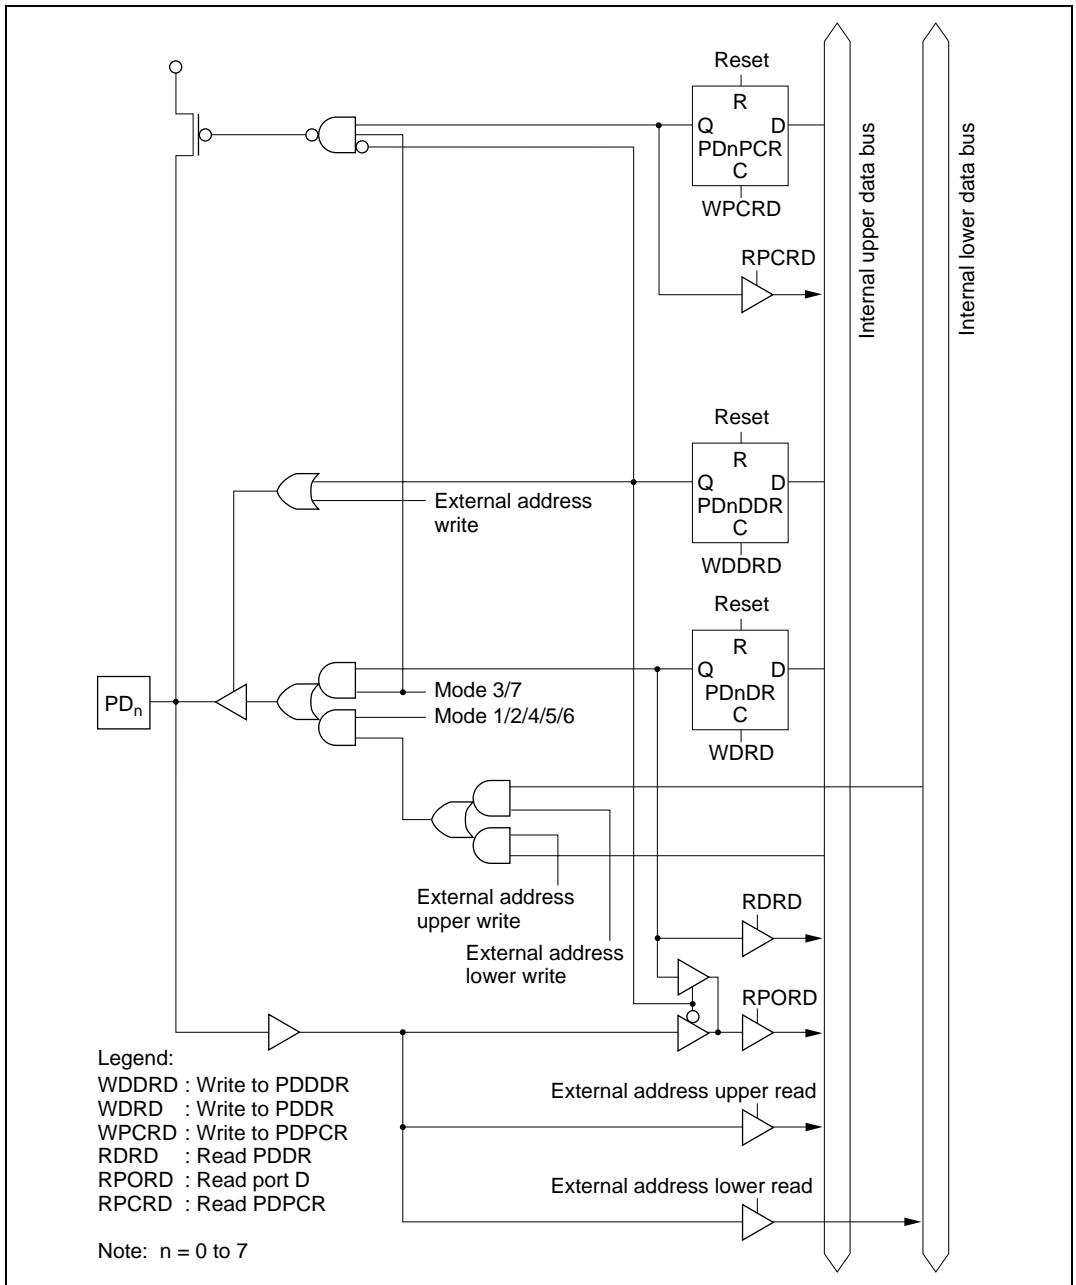 Reset
R
Q D
PDnPCR
C
WPCRD
RPCRD
Internal upper data bus
Internal lower data bus
Reset
R
Q D
PDnDDR
C
WDDRD
External address
write
Reset
R
Q D
PDnDR
C
WDRD
PDn
Mode 3/7
Mode 1/2/4/5/6
External address
upper write
External address
lower write
RDRD
RPORD
External address upper read
External address lower read
Legend:
WDDRD : Write to PDDDR
WDRD : Write to PDDR
WPCRD : Write to PDPCR
RDRD : Read PDDR
RPORD : Read port D
RPCRD : Read PDPCR
Note: n = 0 to 7